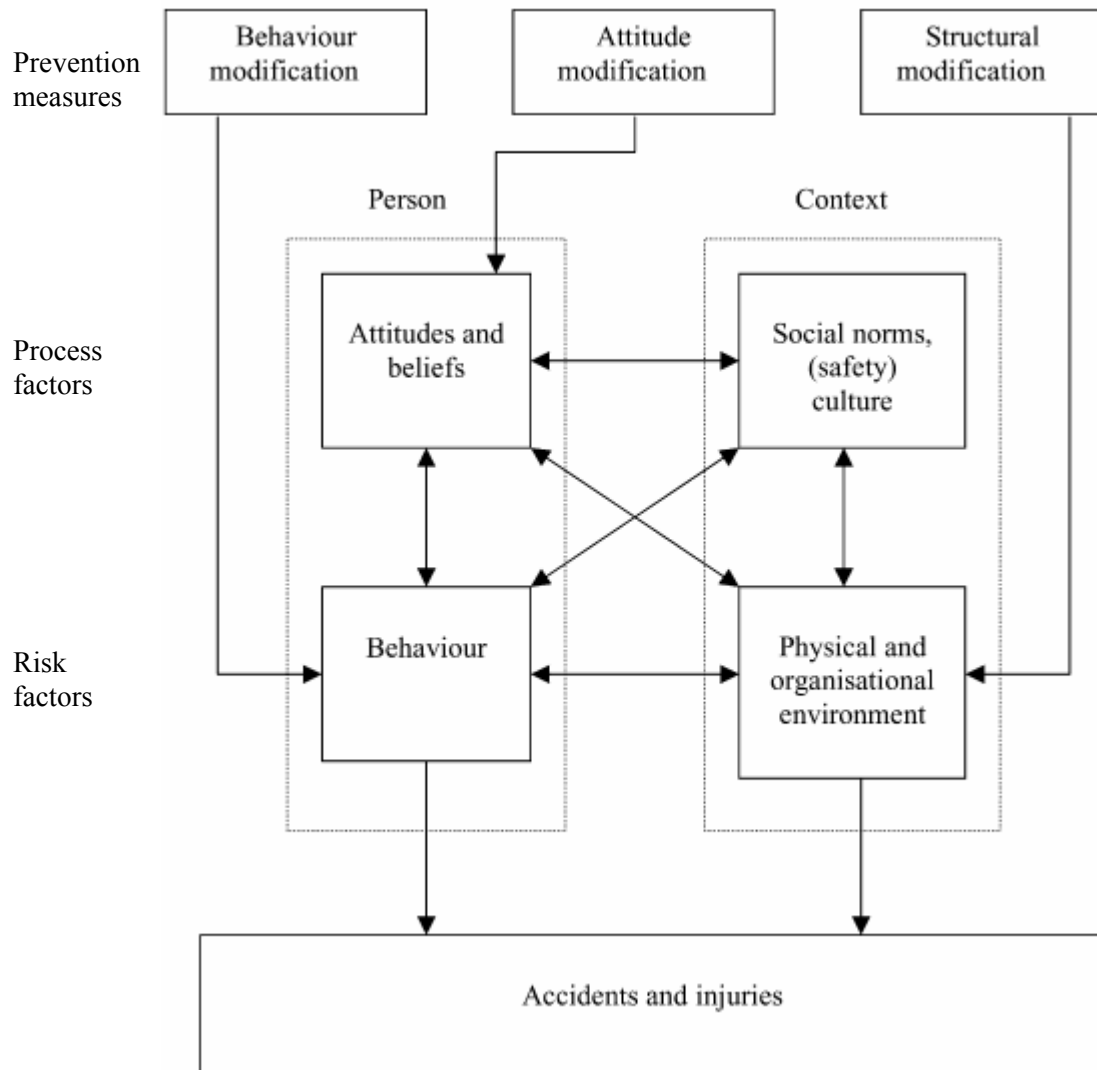 Prevention
measures
Behaviour
modification
Attitude
modification
Structural
modification
Person
Context
Process
factors
Attitudes and
beliefs
Social norms,
(safety)
culture
Risk
factors
Behaviour
Physical and
organisational
environment
Accidents and injuries